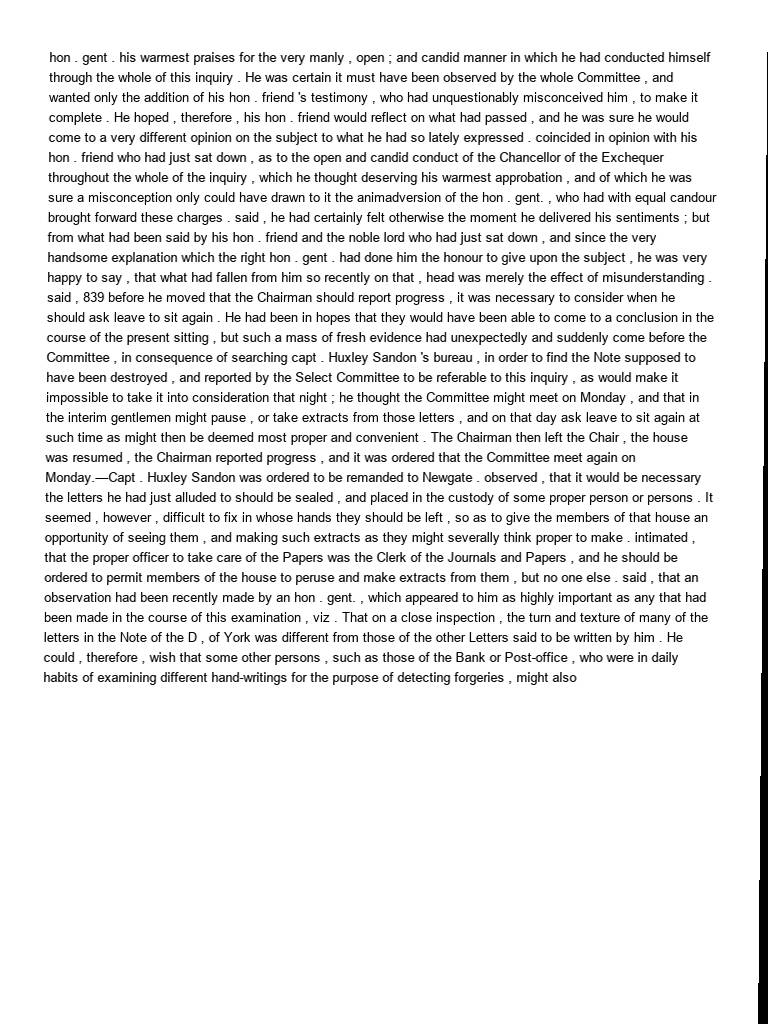 hon . gent . his warmest praises for the very manly , open ; and candid manner in which he had conducted himself
through the whole of this inquiry . He was certain it must have been observed by the whole Committee , and
wanted only the addition of his hon . friend 's testimony , who had unquestionably misconceived him , to make it
complete . He hoped , therefore , his hon . friend would reflect on what had passed , and he was sure he would
come to a very different opinion on the subject to what he had so lately expressed . coincided in opinion with his
hon . friend who had just sat down , as to the open and candid conduct of the Chancellor of the Exchequer
throughout the whole of the inquiry , which he thought deserving his warmest approbation , and of which he was
sure a misconception only could have drawn to it the animadversion of the hon . gent. , who had with equal candour
brought forward these charges . said , he had certainly felt otherwise the moment he delivered his sentiments ; but
from what had been said by his hon . friend and the noble lord who had just sat down , and since the very
handsome explanation which the right hon . gent . had done him the honour to give upon the subject , he was very
happy to say , that what had fallen from him so recently on that , head was merely the effect of misunderstanding .
said , 839 before he moved that the Chairman should report progress , it was necessary to consider when he
should ask leave to sit again . He had been in hopes that they would have been able to come to a conclusion in the
course of the present sitting , but such a mass of fresh evidence had unexpectedly and suddenly come before the
Committee , in consequence of searching capt . Huxley Sandon 's bureau , in order to find the Note supposed to
have been destroyed , and reported by the Select Committee to be referable to this inquiry , as would make it
impossible to take it into consideration that night ; he thought the Committee might meet on Monday , and that in
the interim gentlemen might pause , or take extracts from those letters , and on that day ask leave to sit again at
such time as might then be deemed most proper and convenient . The Chairman then left the Chair , the house
was resumed , the Chairman reported progress , and it was ordered that the Committee meet again on
Monday.—Capt . Huxley Sandon was ordered to be remanded to Newgate . observed , that it would be necessary
the letters he had just alluded to should be sealed , and placed in the custody of some proper person or persons . It
seemed , however , difficult to fix in whose hands they should be left , so as to give the members of that house an
opportunity of seeing them , and making such extracts as they might severally think proper to make . intimated ,
that the proper officer to take care of the Papers was the Clerk of the Journals and Papers , and he should be
ordered to permit members of the house to peruse and make extracts from them , but no one else . said , that an
observation had been recently made by an hon . gent. , which appeared to him as highly important as any that had
been made in the course of this examination , viz . That on a close inspection , the turn and texture of many of the
letters in the Note of the D , of York was different from those of the other Letters said to be written by him . He
could , therefore , wish that some other persons , such as those of the Bank or Post-office , who were in daily
habits of examining different hand-writings for the purpose of detecting forgeries , might also